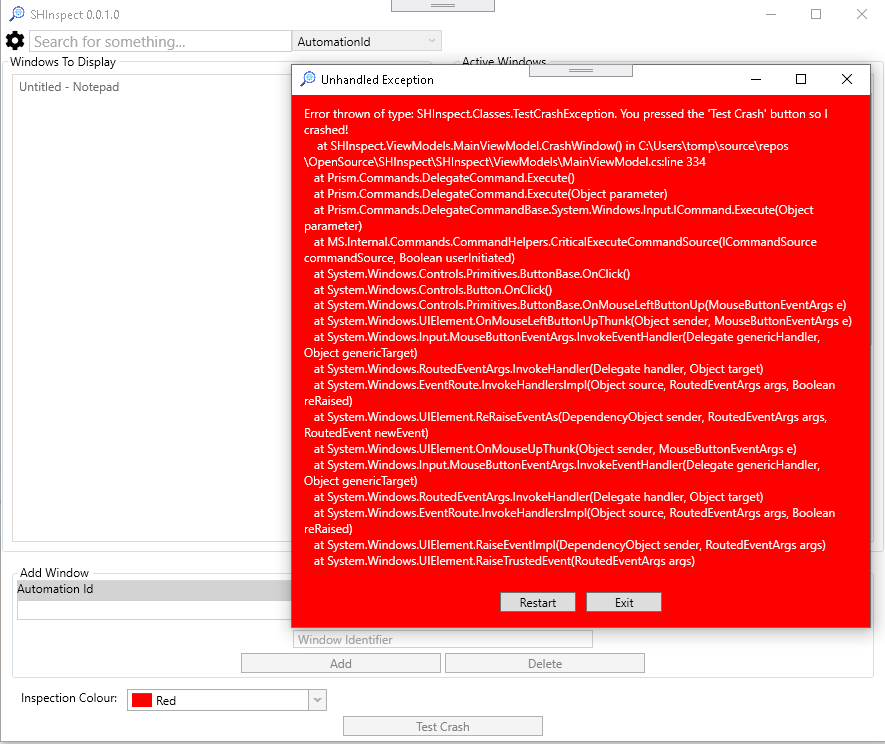 SHInspect 0.0.1.0
Search for something...
AutomationId
Windows To Display
Active Windows
Untitled - Notepad
Unhandled Exception
Error thrown of type: SHInspect.Classes.TestCrashException. You pressed the 'Test Crash' button so I
crashed!
at SHInspect.ViewModels.MainViewModel.CrashWindow() in C:\Users\tomp\source\repos
\OpenSource\SHInspect\SHInspect\ViewModels\MainViewModel.cs:line 334
at Prism.Commands.DelegateCommand.Execute()
at Prism.Commands.DelegateCommand.Execute(Object parameter)
at Prism.Commands.DelegateCommandBase.System.Windows.Input.ICommand.Execute(Object
parameter)
at MS.Internal.Commands.CommandHelpers.CriticalExecuteCommandSource(ICommandSource
commandSource, Boolean userInitiated)
at System.Windows.Controls.Primitives.ButtonBase.OnClick()
at System.Windows.Controls.Button.OnClick()
at System.Windows.Controls.Primitives.ButtonBase.OnMouseLeftButtonUp(MouseButtonEventArgs e)
at System.Windows.UIElement.OnMouseLeftButtonUpThunk(Object sender, MouseButtonEventArgs e)
at System.Windows.Input.MouseButtonEventArgs.InvokeEventHandler(Delegate genericHandler,
Object genericTarget)
at System.Windows.RoutedEventArgs.InvokeHandler(Delegate handler, Object target)
at System.Windows.EventRoute.InvokeHandlersImpl(Object source, RoutedEventArgs args, Boolean
reRaised)
at System.Windows.UIElement.ReRaiseEventAs(DependencyObject sender, RoutedEventArgs args,
RoutedEvent newEvent)
at System.Windows.UIElement.OnMouseUpThunk(Object sender, MouseButtonEventArgs e)
at System.Windows.Input.MouseButtonEventArgs.InvokeEventHandler(Delegate genericHandler,
Object genericTarget)
at System.Windows.RoutedEventArgs.InvokeHandler(Delegate handler, Object target)
at System.Windows.EventRoute.InvokeHandlersImpl(Object source, RoutedEventArgs args, Boolean
reRaised)
at System.Windows.UIElement.RaiseEventImpl(DependencyObject sender, RoutedEventArgs args)
at System.Windows.UIElement.RaiseTrustedEvent(RoutedEventArgs args)
Restart
Exit
Add Window
Automation Id
Window Identifier
Add
Delete
Inspection Colour:
Red
Test Crash